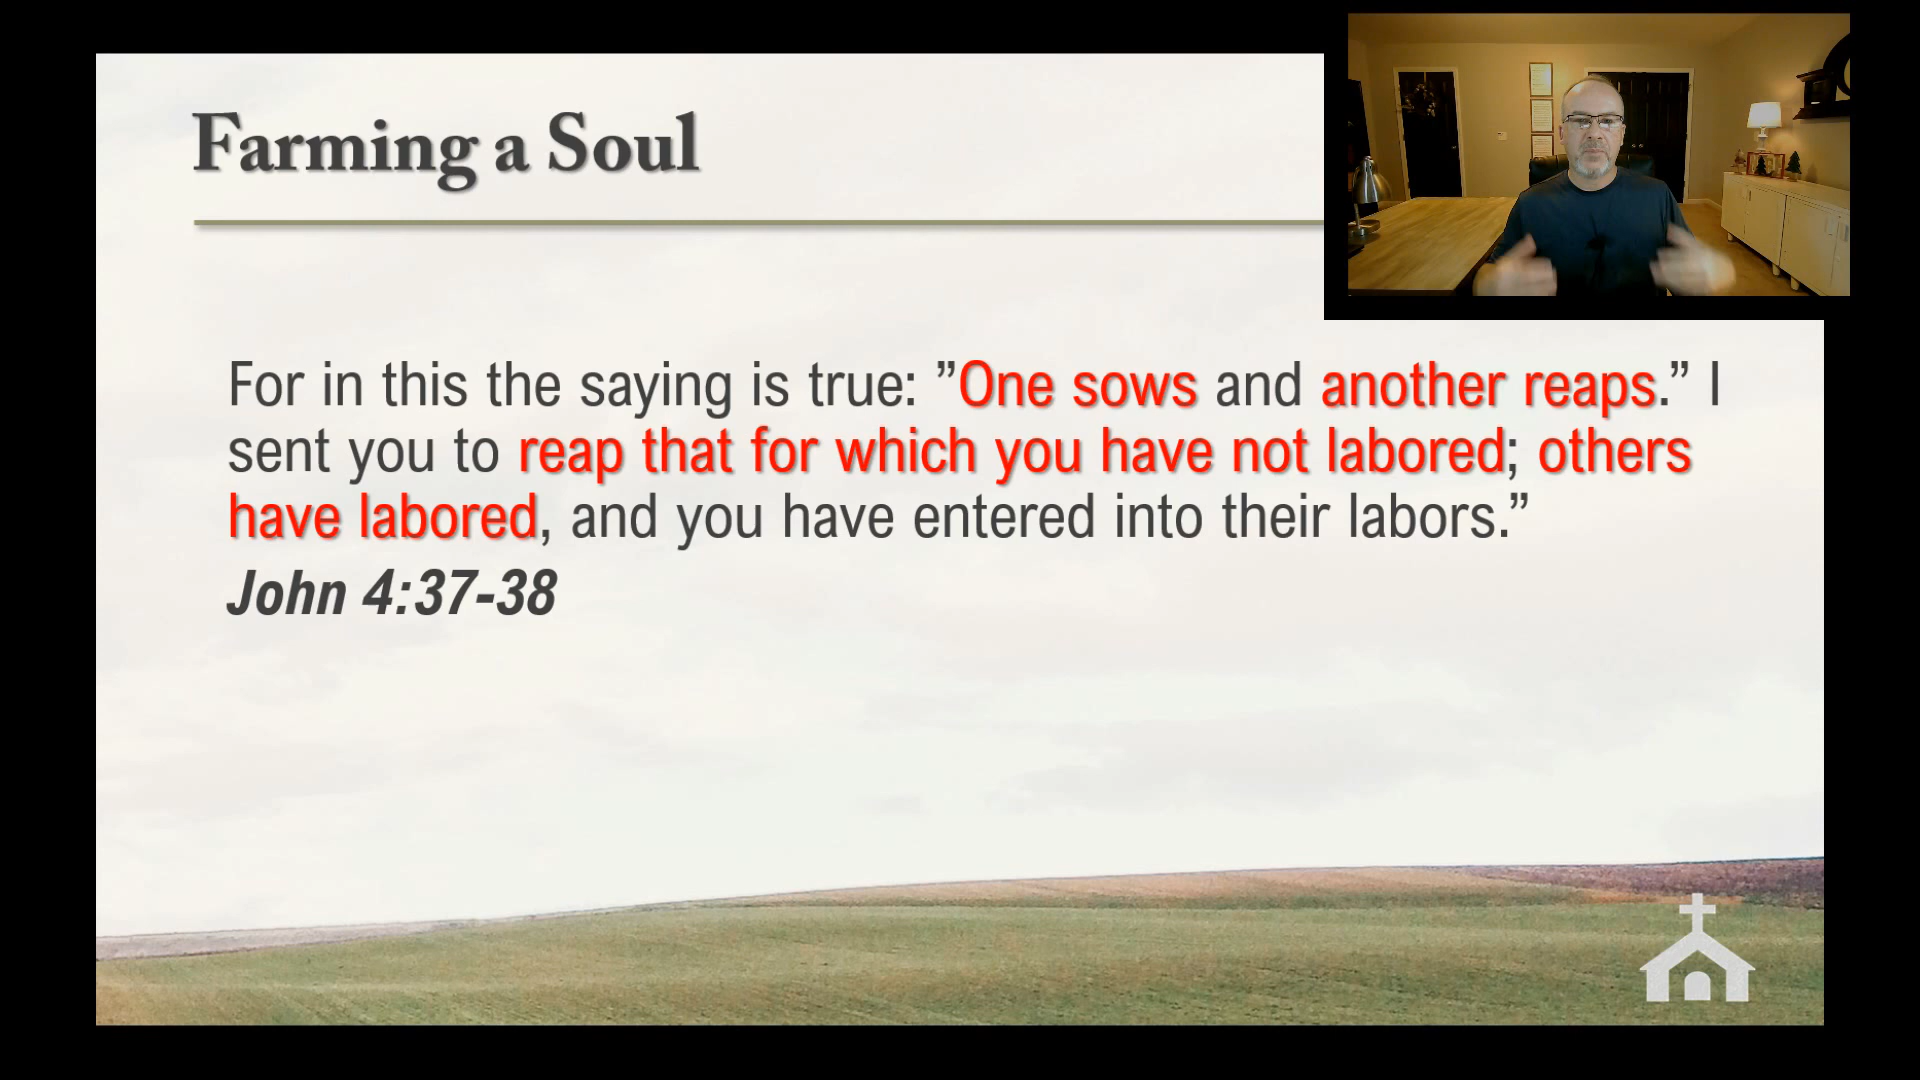 Farming a Soul
For in this the saying is true: ”One sows and another reaps.” I
sent you to reap that for which you have not labored; others
have labored, and you have entered into their labors.”
John 4:37-38